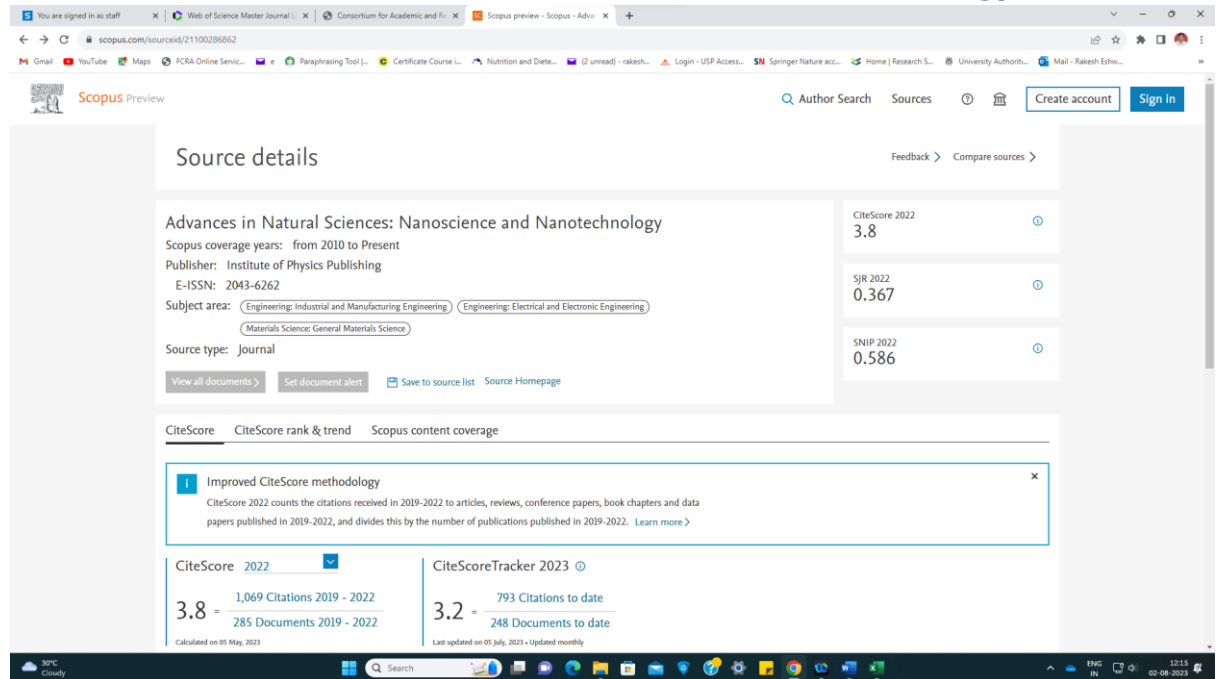 You are signed in as staff
Web of Science Master Journal L
Consortium for Academic and Re
Scopus preview - Scopus - Advan
scopus.com/sourceid/21100286862
Gmail YouTube Maps FCRA Online Servic... e Paraphrasing Tool |... Certificate Course i... Nutrition and Diete... (2 unread) - rakesh... Login - USP Access... SN Springer Nature acc... Home | Research S... University Authoriti... Mail - Rakesh Eshw... »
Scopus Preview
Author Search Sources Create account Sign in
Source details
Feedback > Compare sources >
Advances in Natural Sciences: Nanoscience and Nanotechnology
Scopus coverage years: from 2010 to Present
Publisher: Institute of Physics Publishing
E-ISSN: 2043-6262
Subject area: Engineering: Industrial and Manufacturing Engineering Engineering: Electrical and Electronic Engineering
Materials Science: General Materials Science
Source type: Journal
View all documents > Set document alert Save to source list Source Homepage
CiteScore 2022
3.8
SJR 2022
0.367
SNIP 2022
0.586
CiteScore CiteScore rank & trend Scopus content coverage
i Improved CiteScore methodology
CiteScore 2022 counts the citations received in 2019-2022 to articles, reviews, conference papers, book chapters and data
papers published in 2019-2022, and divides this by the number of publications published in 2019-2022. Learn more >
CiteScore 2022
1,069 Citations 2019 - 2022
3.8 =
285 Documents 2019 - 2022
Calculated on 05 May, 2023
CiteScoreTracker 2023
793 Citations to date
3.2 =
248 Documents to date
Last updated on 05 July, 2023 • Updated monthly
30°C
Cloudy
Search
ENG
IN
12:15
02-08-2023